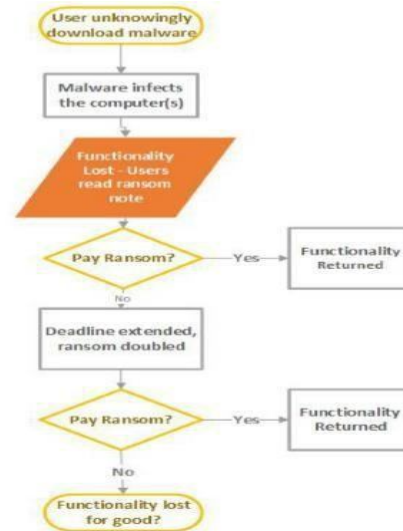 User unknowingly
download malware
Malware infects
the computer(s)
Functionality
Lost - Users
read ransom
note
Pay Ransom?
Yes
Functionality
Returned
No
Deadline extended,
ransom doubled
Pay Ransom?
Yes
Functionality
Returned
No
Functionality lost
for good?